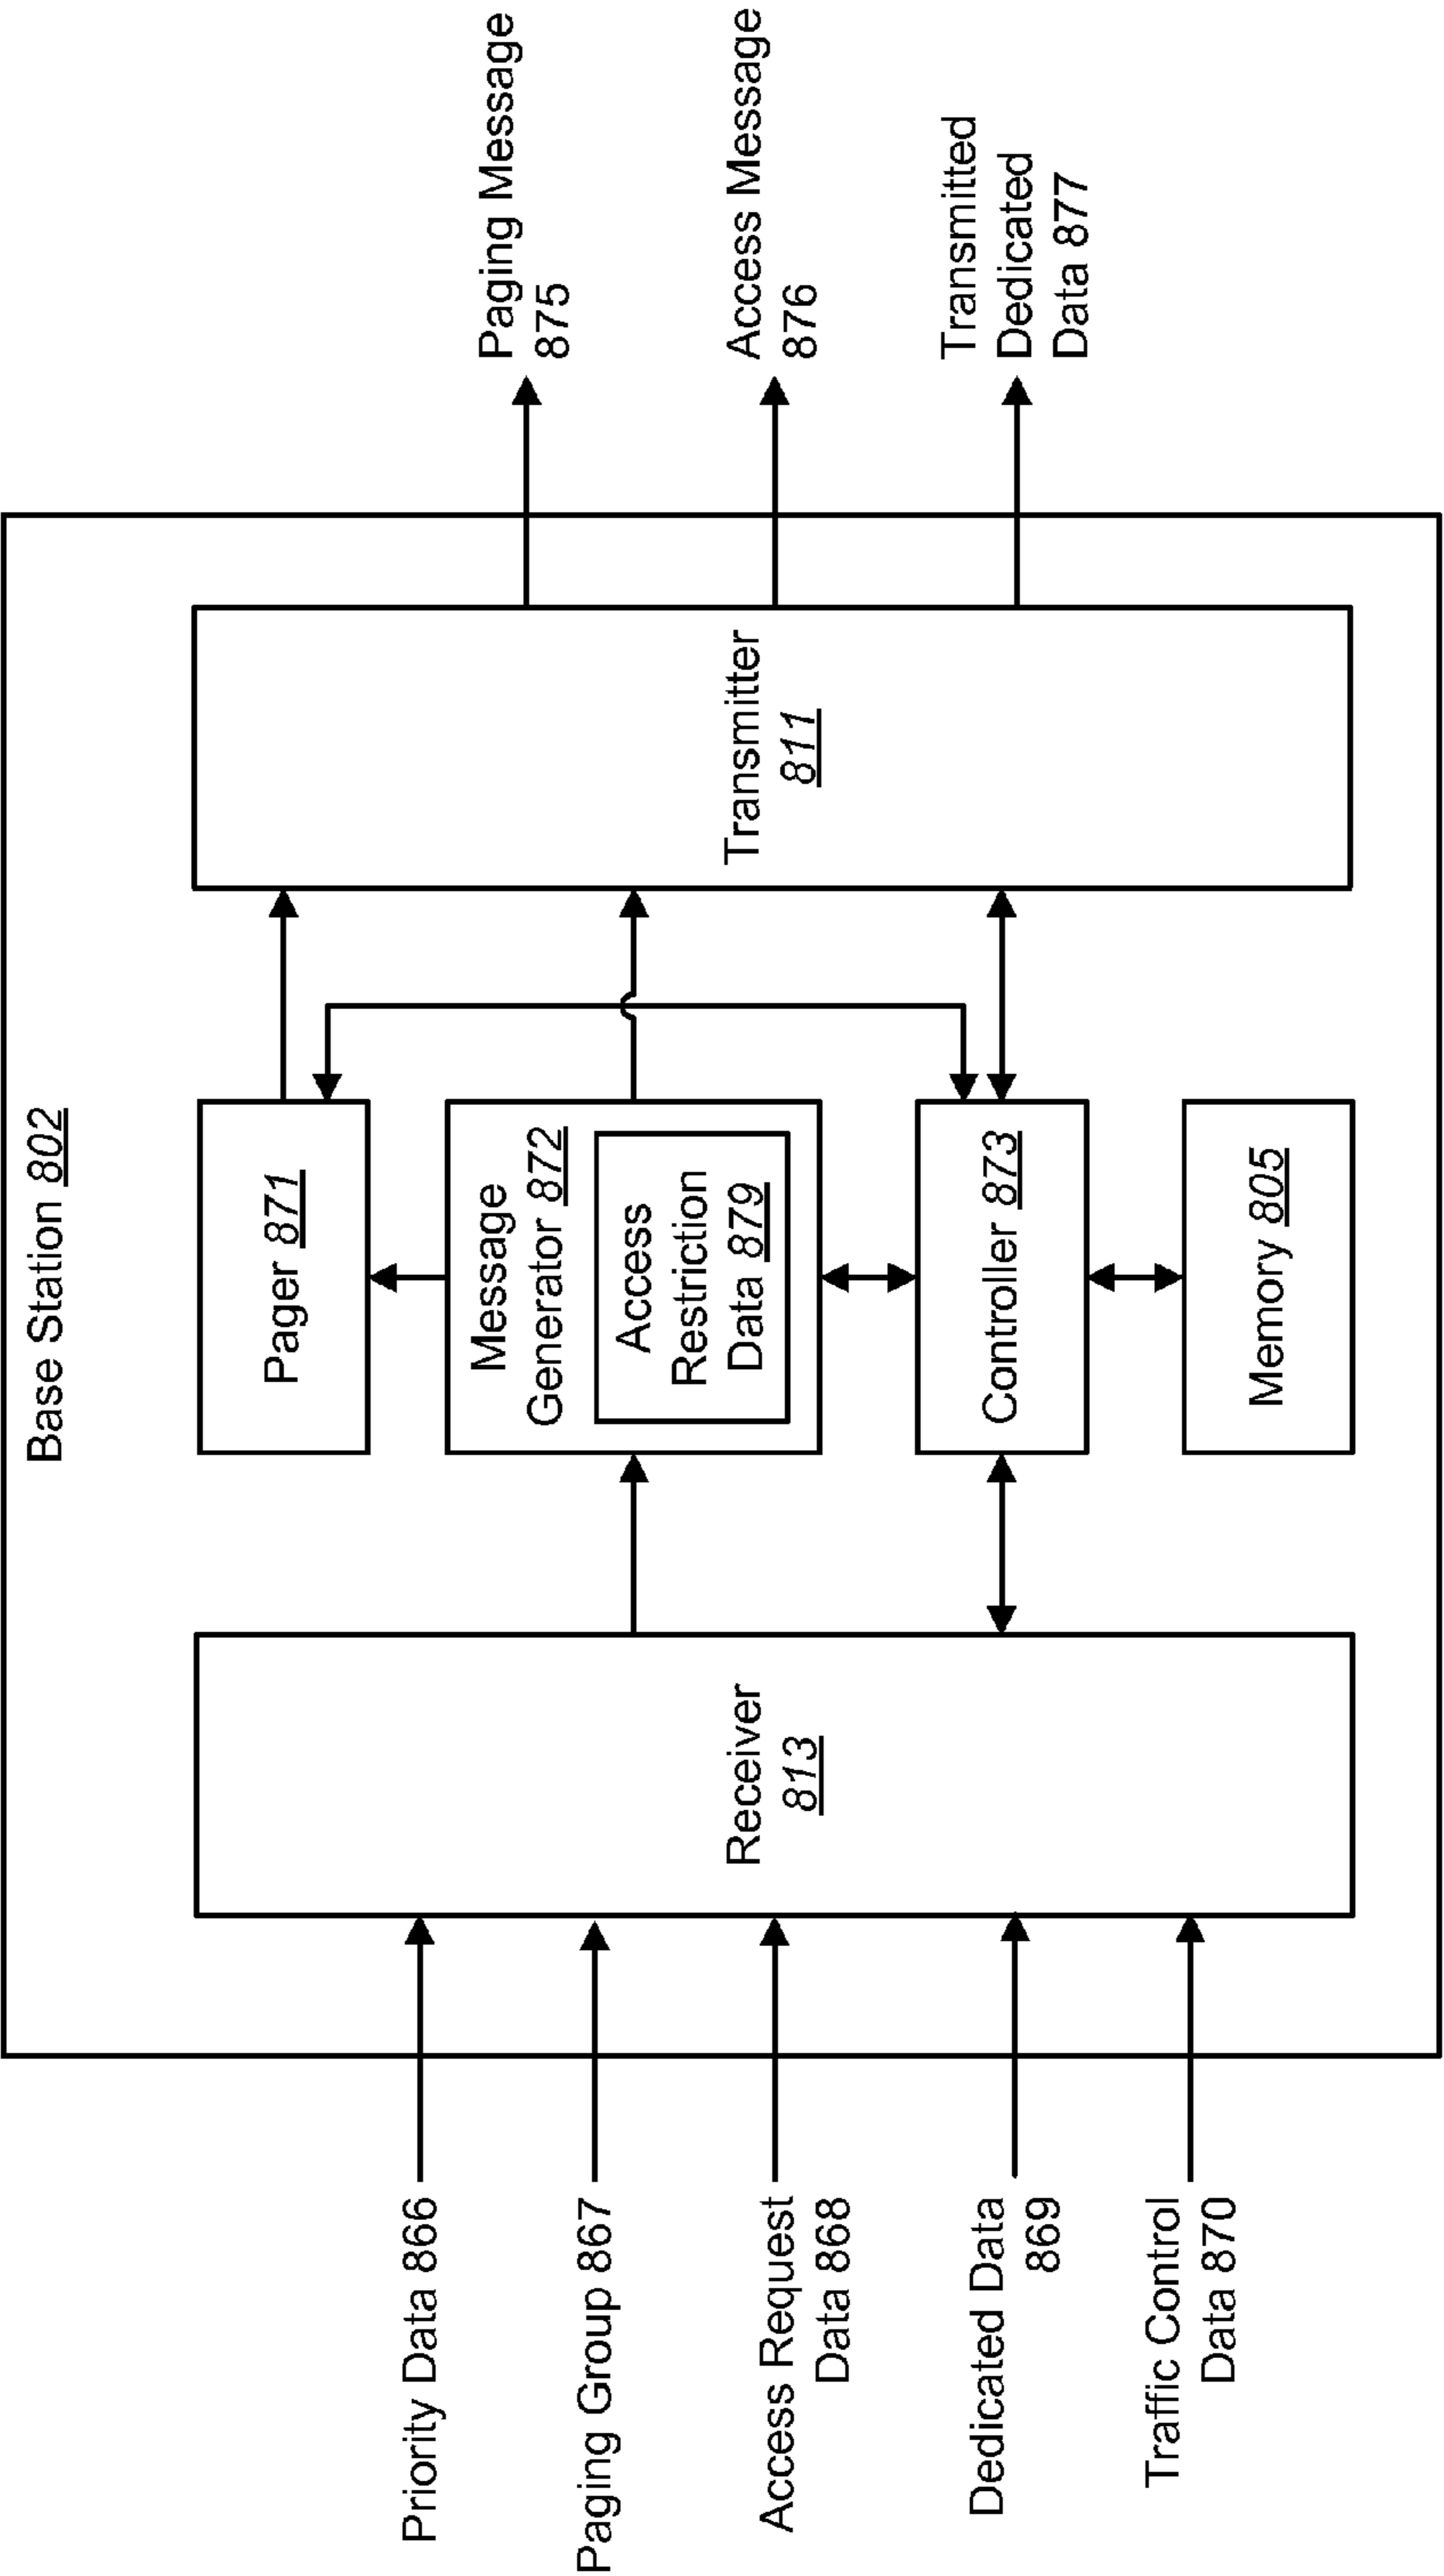 Base Station 802
Priority Data 866
Paging Group 867
Access Request
Data 868
Dedicated Data
869
Traffic Control
Data 870
Receiver
813
Pager 871
Message
Generator 872
Access
Restriction
Data 879
Controller 873
Memory 805
Transmitter
811
Paging Message
875
Access Message
876
Transmitted
Dedicated
Data 877